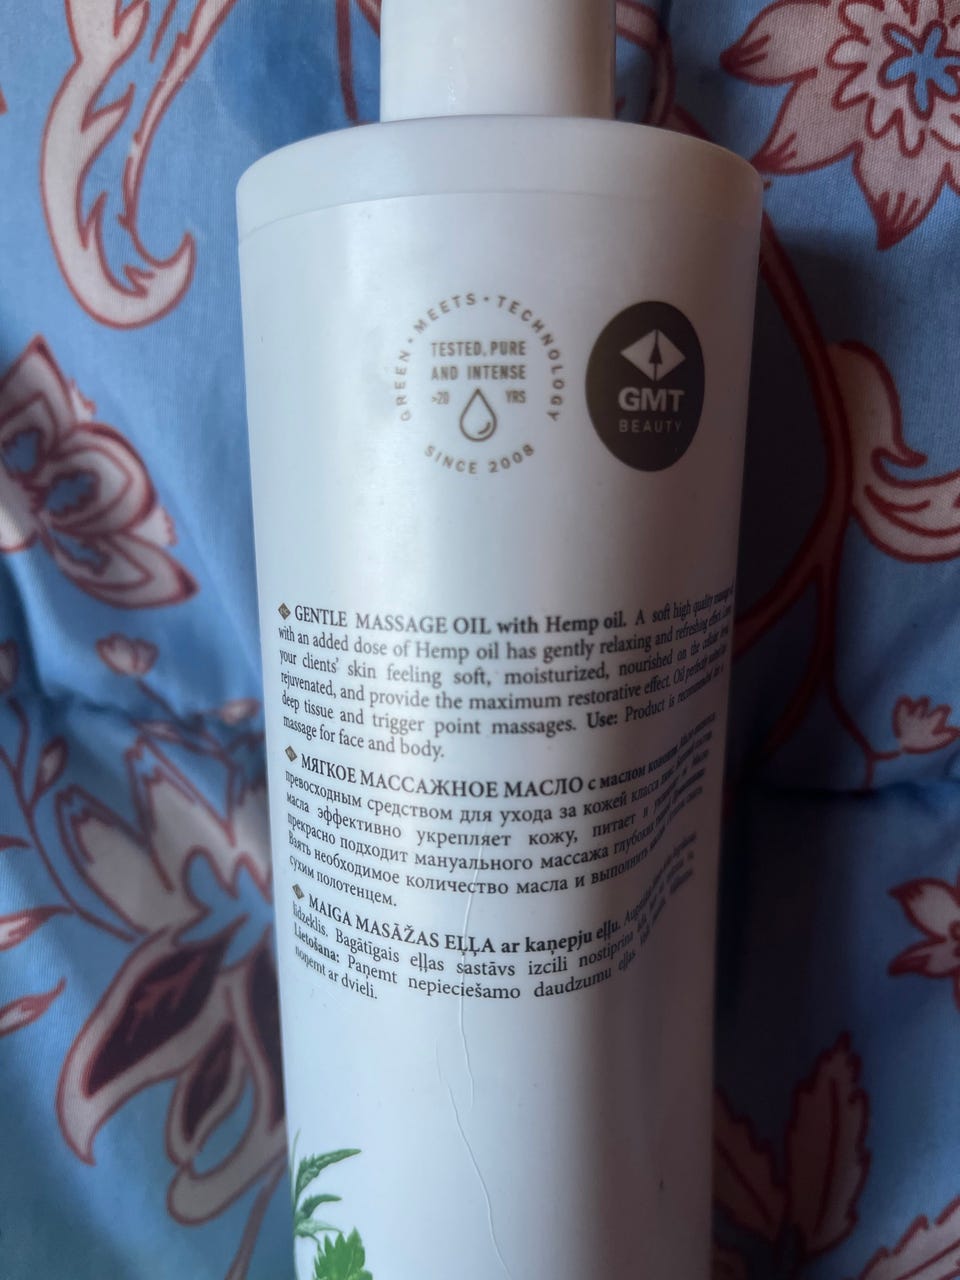 GREEN • MEETS • TECHNOLOGY
TESTED, PURE
AND INTENSE
>20 YRS
SINCE 2008
GMT
BEAUTY
GENTLE MASSAGE OIL with Hemp oil. A soft high quality
with an added dose of Hemp oil has gently relaxing and refreshing effect.
your clients’ skin feeling soft, moisturized, nourished on the cellular
rejuvenated, and provide the maximum restorative effect. Oil perfectly
deep tissue and trigger point massages. Use: Product is recommended
massage for face and body.
МЯГКОЕ МАССАЖНОЕ МАСЛО с маслом конопли.
превосходным средством для ухода за кожей класса люкс.
масла эффективно укрепляет кожу, питает и
прекрасно подходит мануального массажа глубоких
Взять необходимое количество масла и выполнить
сухим полотенцем.
MAIGA MASĀŽAS EĻĻA ar kaņepju eļļu.
līdzeklis. Bagātīgais eļļas sastāvs izcili nostiprina
Lietošana: Paņemt nepieciešamo daudzumu eļļas
noņemt ar dvieli.